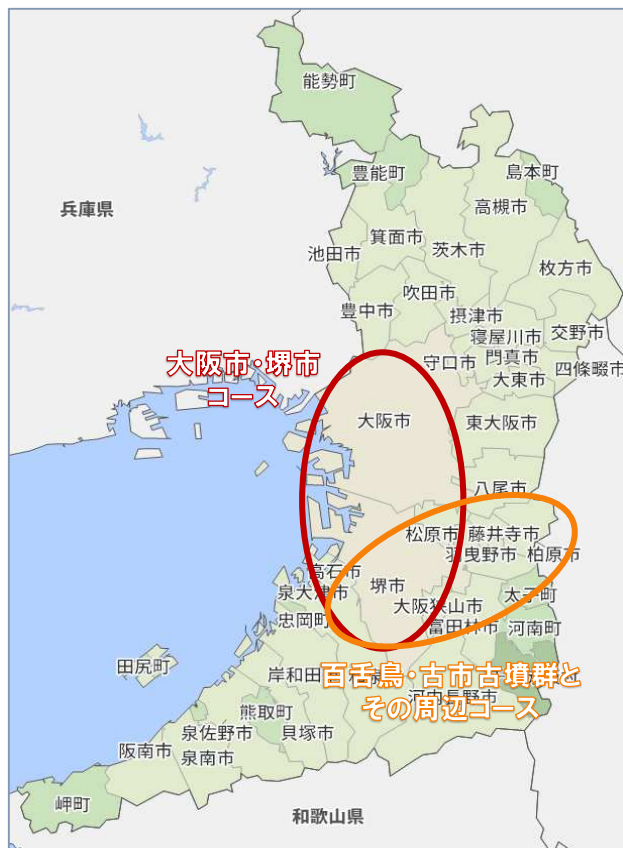 能勢町
豊能町
島本町
兵庫県
高槻市
箕面市
茨木市
池田市
枚方市
吹田市
豊中市
摂津市
寝屋川市
交野市
大阪市・堺市
コース
守口市
門真市
四條畷市
大東市
大阪市
東大阪市
八尾市
松原市
藤井寺市
羽曳野市
柏原市
高石市
堺市
泉大津市
太子町
大阪狭山市
忠岡町
富田林市
河南町
田尻町
岸和田
百舌鳥・古市古墳群と
その周辺コース
河内長野市
熊取町
泉佐野市
貝塚市
阪南市
泉南市
岬町
和歌山県